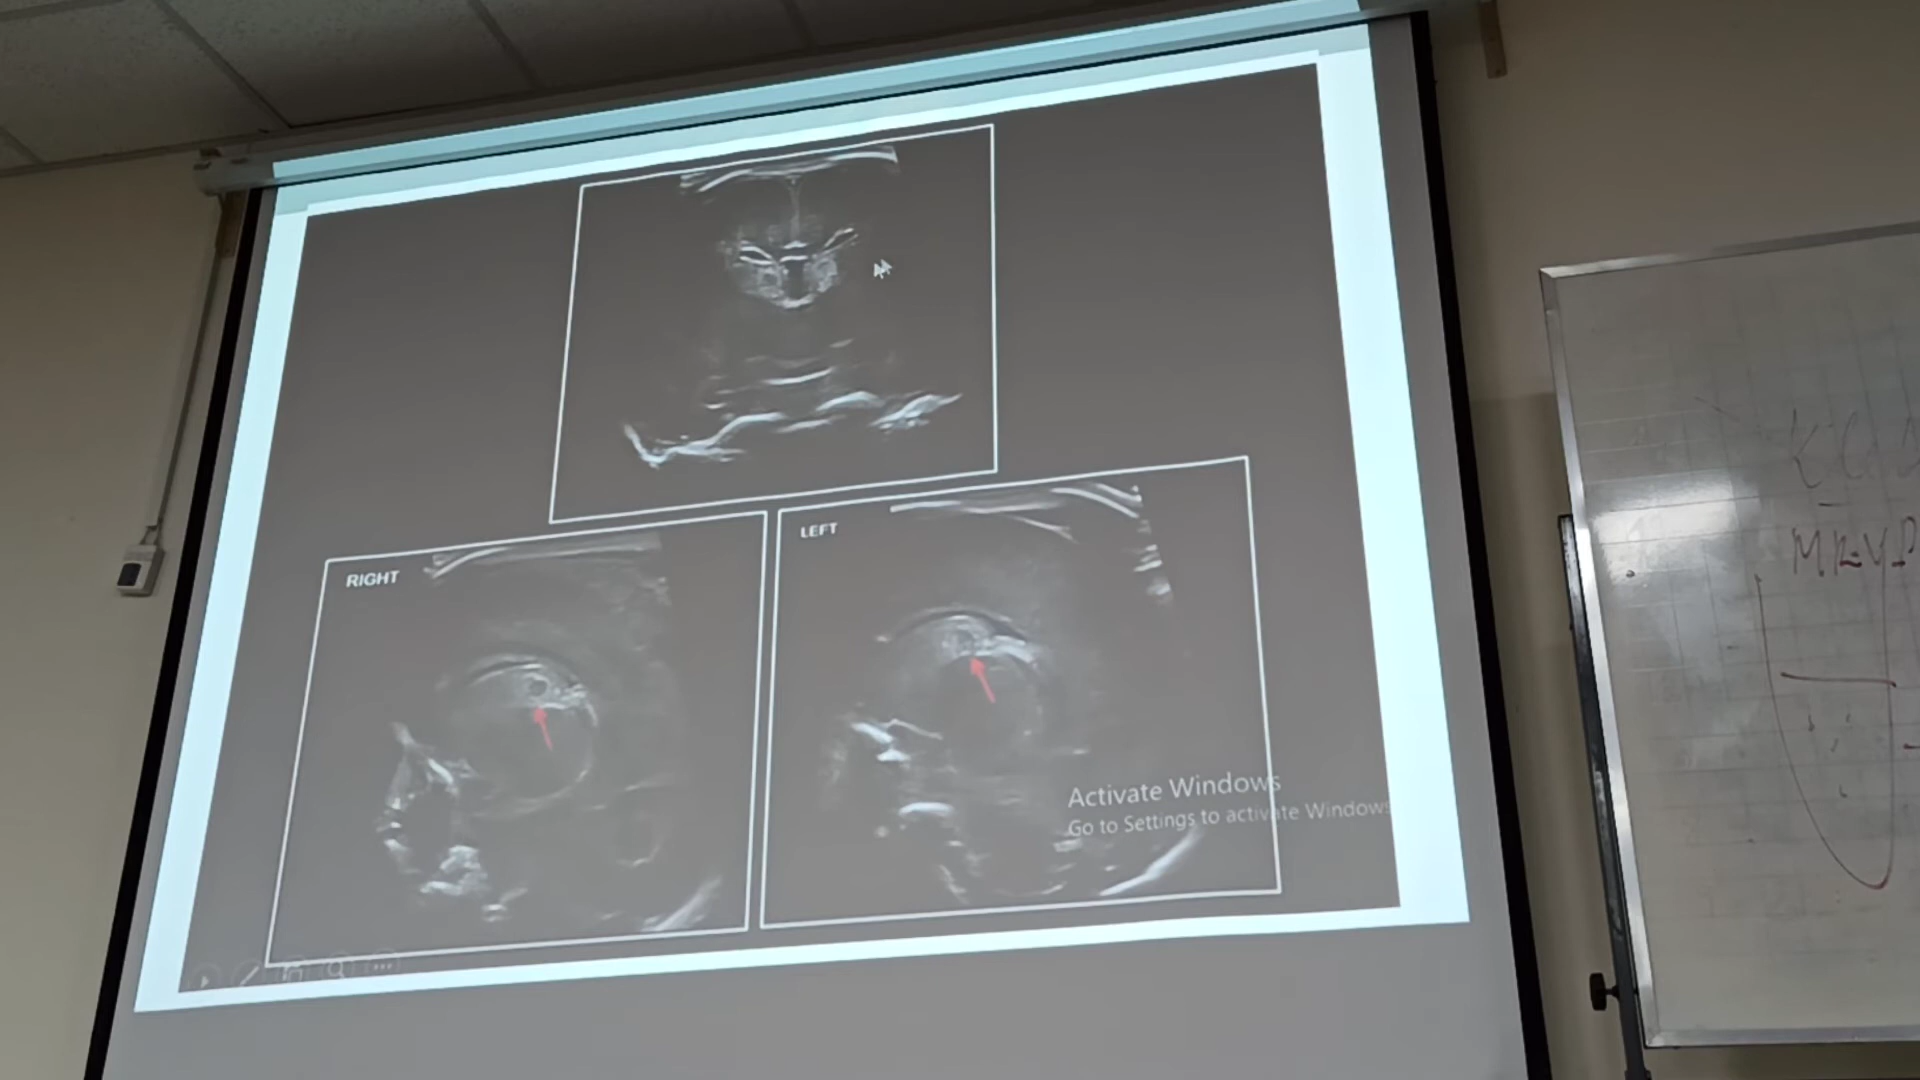 RIGHT
LEFT
Activate Windows
Go to Settings to activate Windows